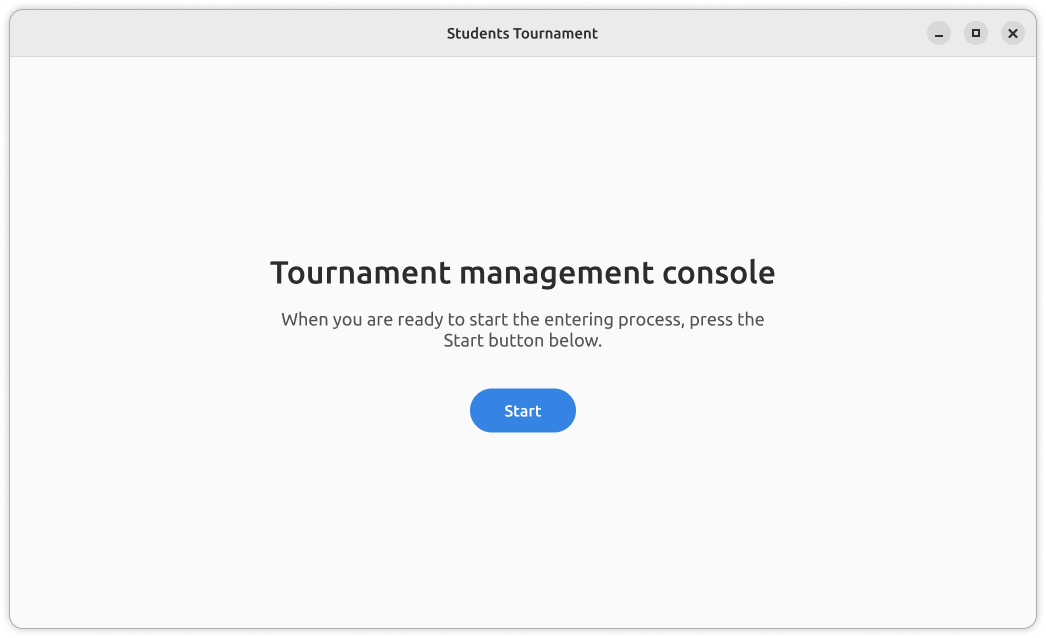 Students Tournament
Tournament management console
When you are ready to start the entering process, press the
Start button below.
Start